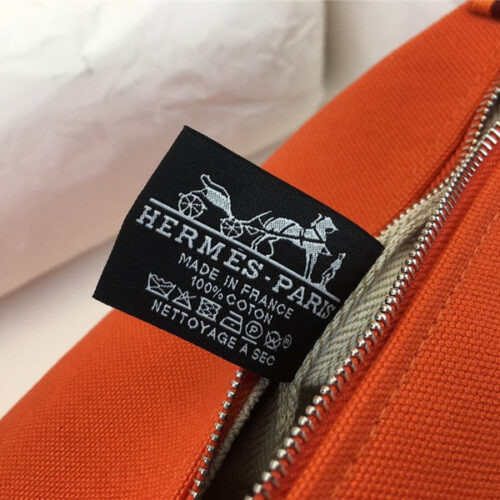 HERMES-PARIS
MADE IN FRANCE
100% COTON
P
NETTOYAGE A SEC